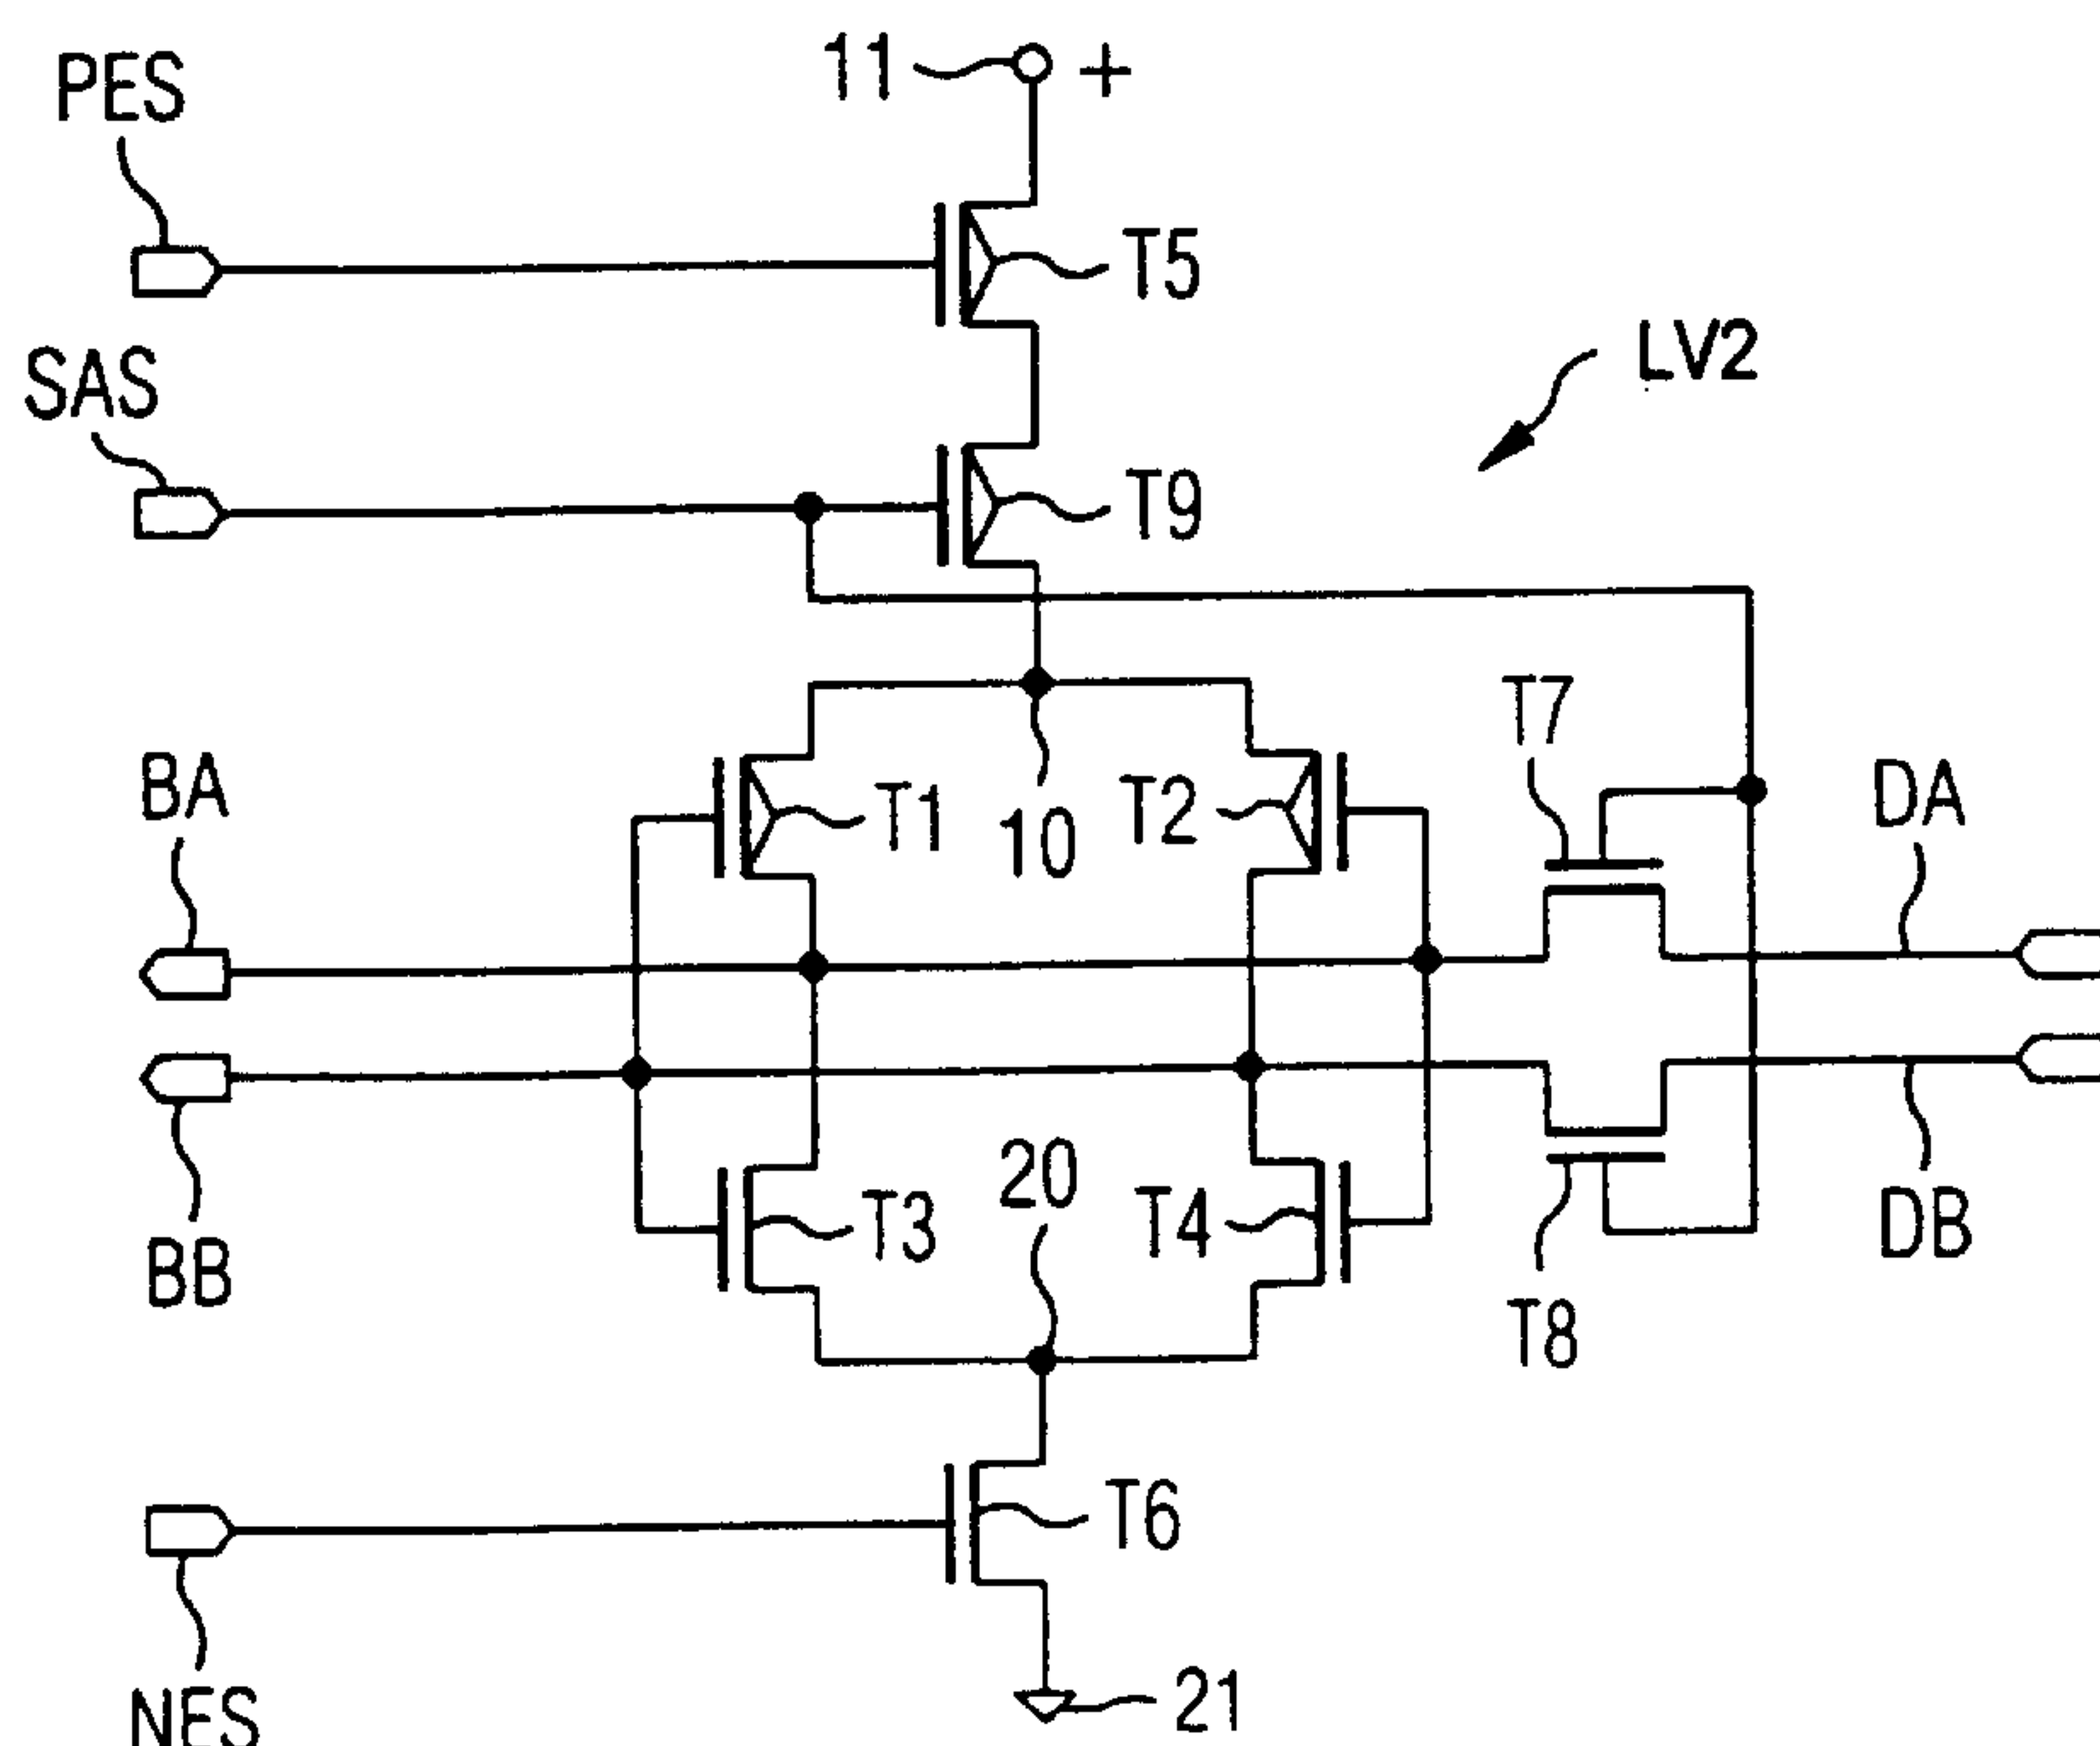 11 +
PES
T5
LV2
SAS
T9
T7
BA
T1
10
T2
DA
20
T3
T4
BB
DB
T8
T6
NES
21